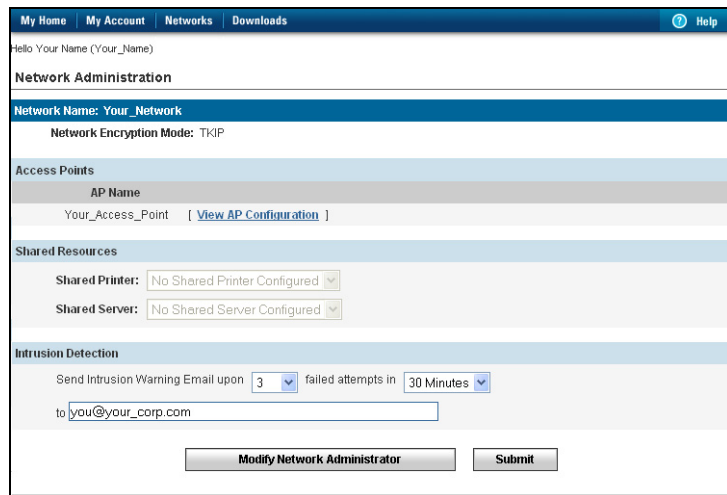 My Home My Account Networks Downloads ? Help
Hello Your Name (Your_Name)
Network Administration
Network Name: Your_Network
Network Encryption Mode: TKIP
Access Points
AP Name
Your_Access_Point [ View AP Configuration ]
Shared Resources
Shared Printer: No Shared Printer Configured
Shared Server: No Shared Server Configured
Intrusion Detection
Send Intrusion Warning Email upon 3 failed attempts in 30 Minutes
to you@your_corp.com
Modify Network Administrator Submit